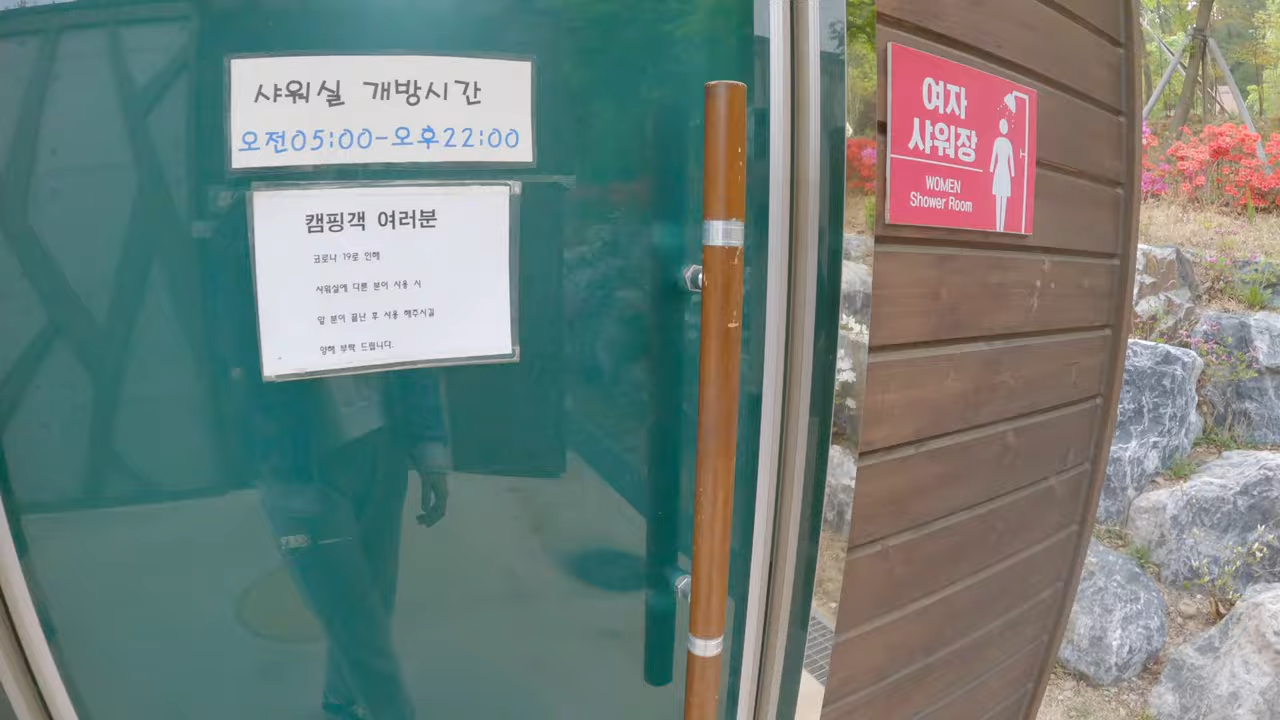 샤워실 개방시간
오전05:00-오후22:00
캠핑객 여러분
코로나 19로 인해
샤워실에 다른 분이 사용 시
앞 분이 끝난 후 사용 해주시길
양해 부탁 드립니다.
여자
샤워장
WOMEN
Shower Room